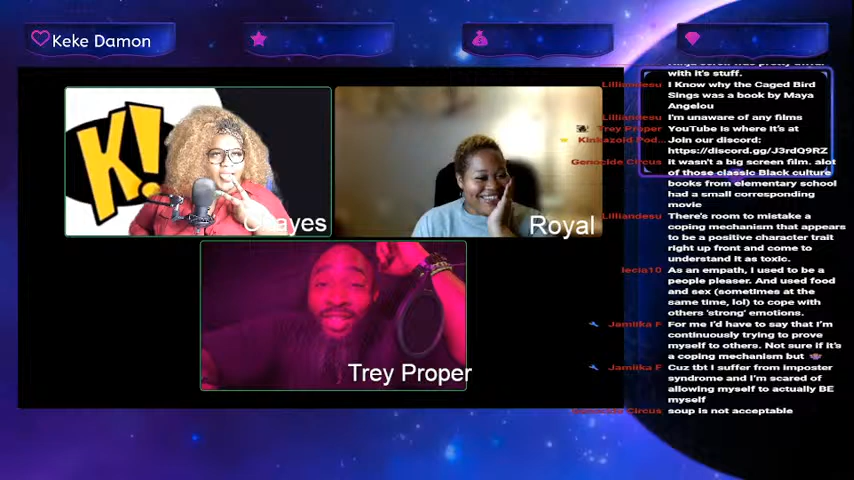 Keke Damon
with it's stuff.
Lilliandesu I Know why the Caged Bird
Sings was a book by Maya
Angelou
Lilliandesu I'm unaware of any films
Trey Proper YouTube is where it's at
Kinkazoid Pod... Join our discord:
https://discord.gg/J3rdQ9RZ
Genocide Circus It wasn't a big screen film. alot
of those classic Black culture
books from elementary school
had a small corresponding
movie
Lilliandesu There's room to mistake a
coping mechanism that appears
to be a positive character trait
right up front and come to
understand it as toxic.
lecia10 As an empath, I used to be a
people pleaser. And used food
and sex (sometimes at the
same time, lol) to cope with
others 'strong' emotions.
Jamiika F For me I'd have to say that I'm
continuously trying to prove
myself to others. Not sure if it's
a coping mechanism but
Jamiika F Cuz tbt I suffer from imposter
syndrome and I'm scared of
allowing myself to actually BE
myself
Circus soup is not acceptable
K!
Royal
Trey Proper